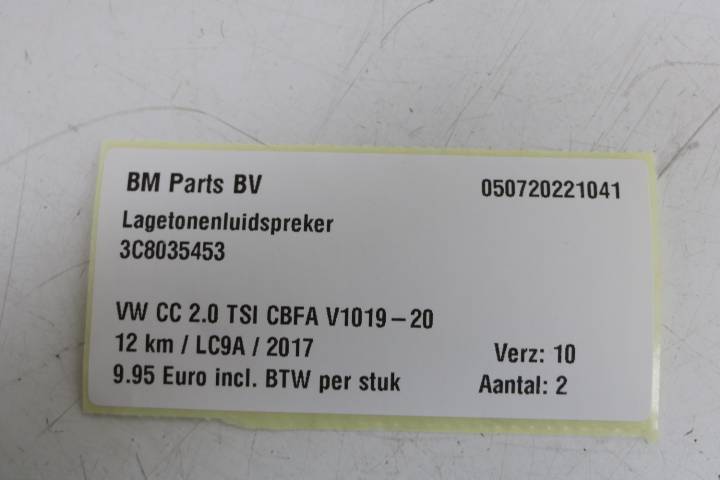 BM Parts BV 050720221041
Lagetonenluidspreker
3C8035453
VW CC 2.0 TSI CBFA V1019-20
12 km / LC9A / 2017 Verz: 10
9.95 Euro incl. BTW per stuk Aantal: 2